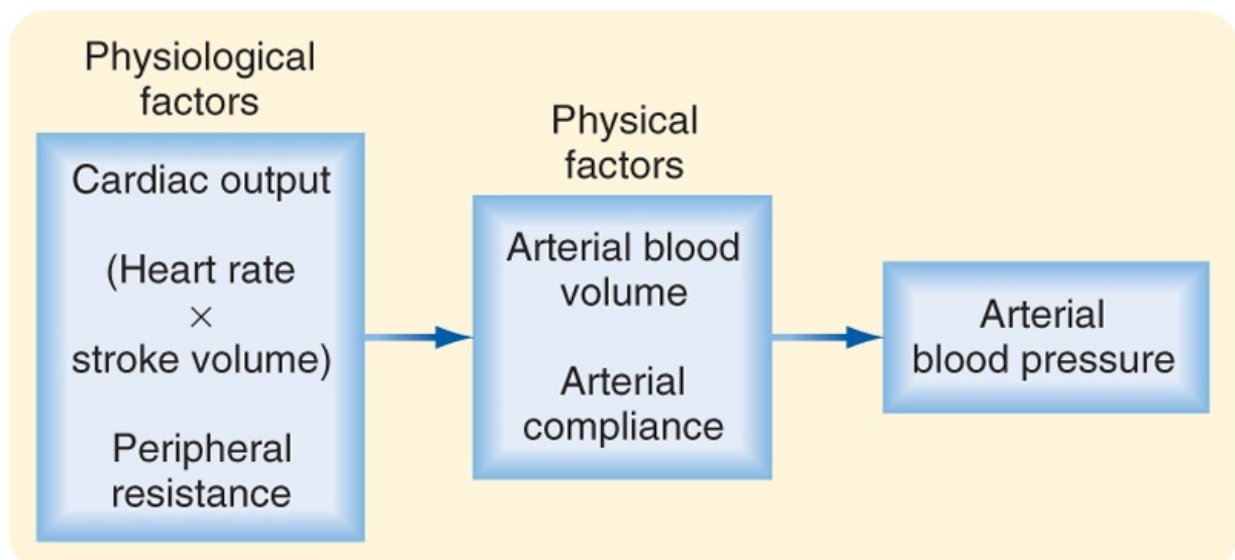 Physiological
factors
Cardiac output
(Heart rate
×
stroke volume)
Peripheral
resistance
Physical
factors
Arterial blood
volume
Arterial
compliance
Arterial
blood pressure